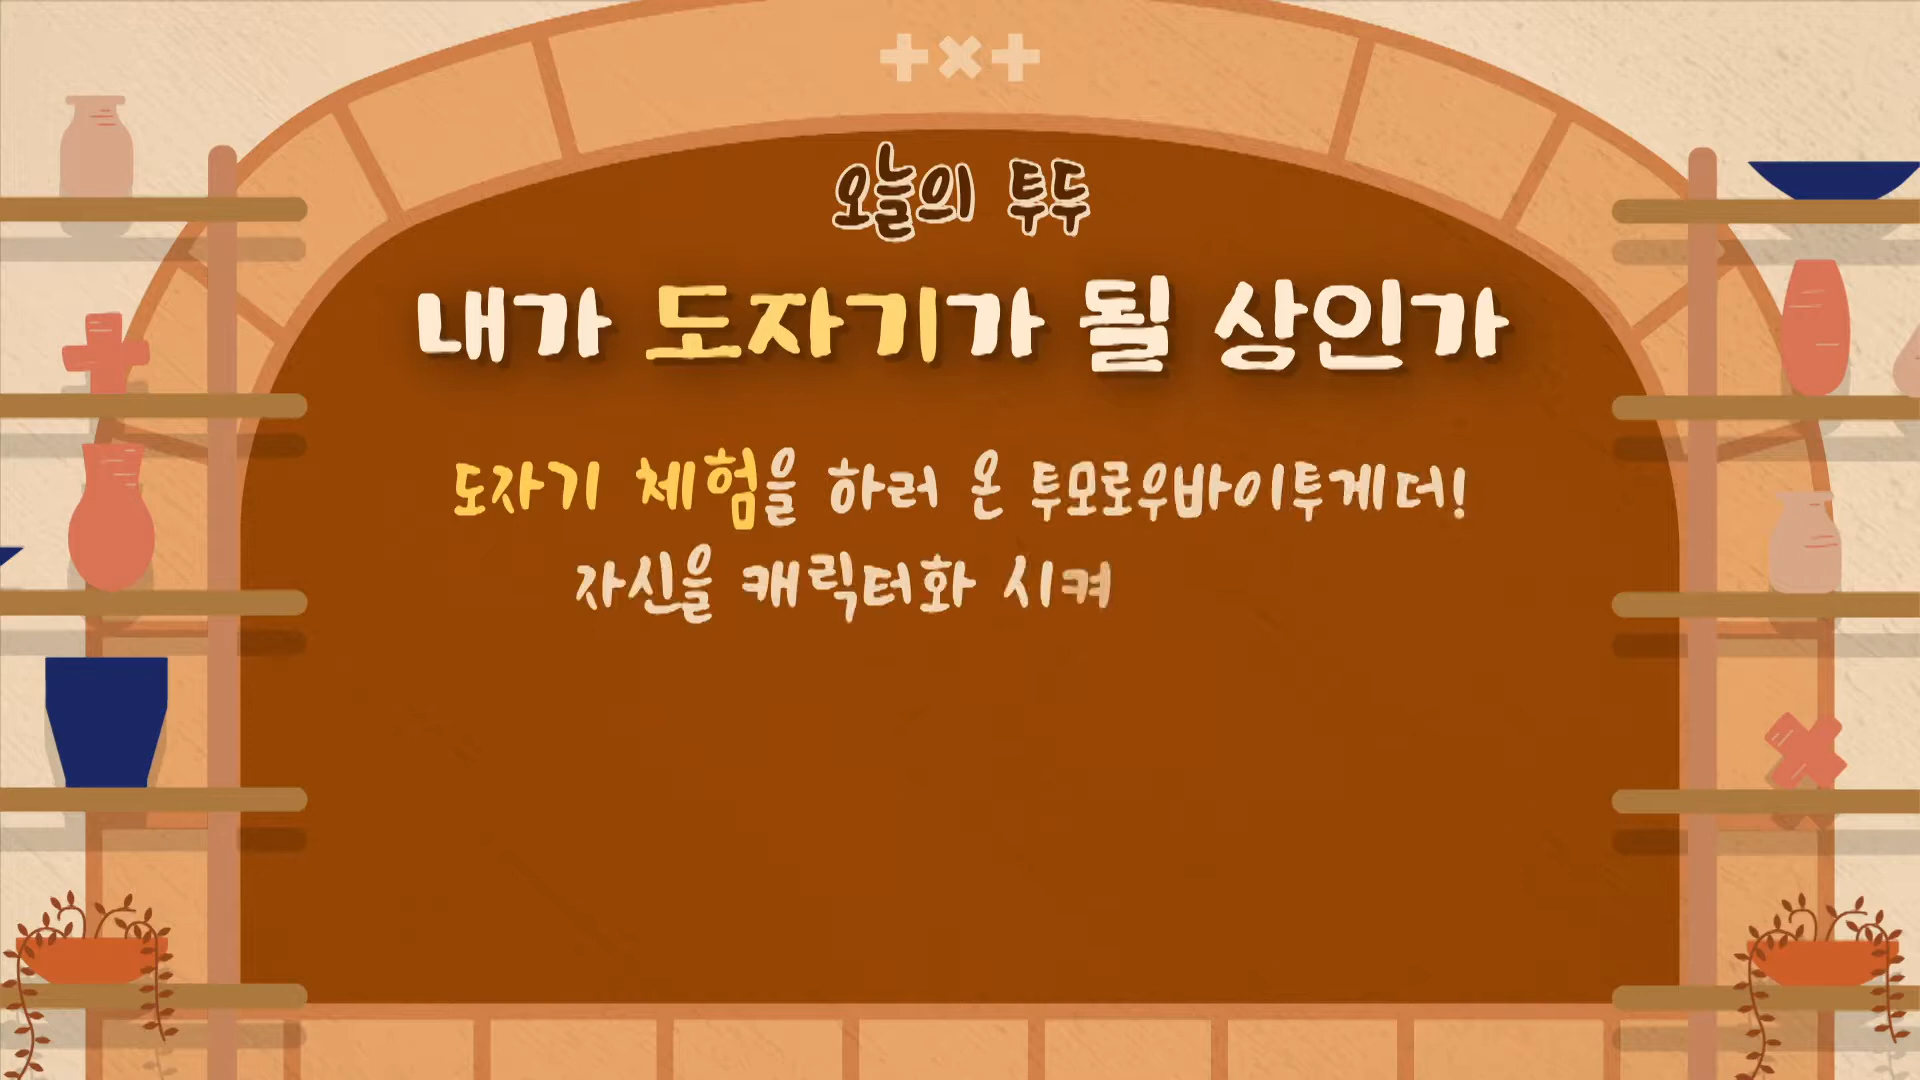 +×+
오늘의 투두
내가 도자기가 될 상인가
도자기 체험을 하러 온 투모로우바이투게더!
자신을 캐릭터화 시켜